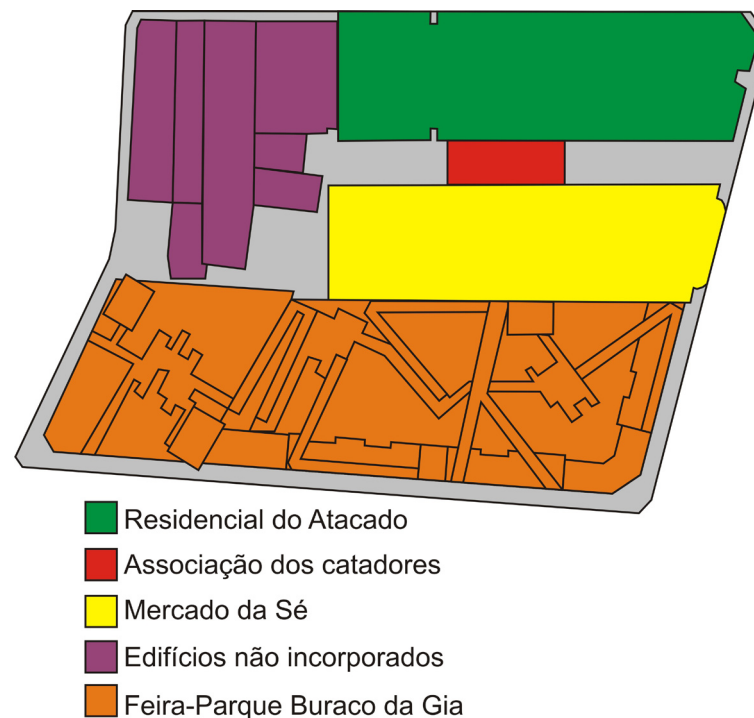 Residencial do Atacado
Associação dos catadores
Mercado da Sé
Edifícios não incorporados
Feira-Parque Buraco da Gia